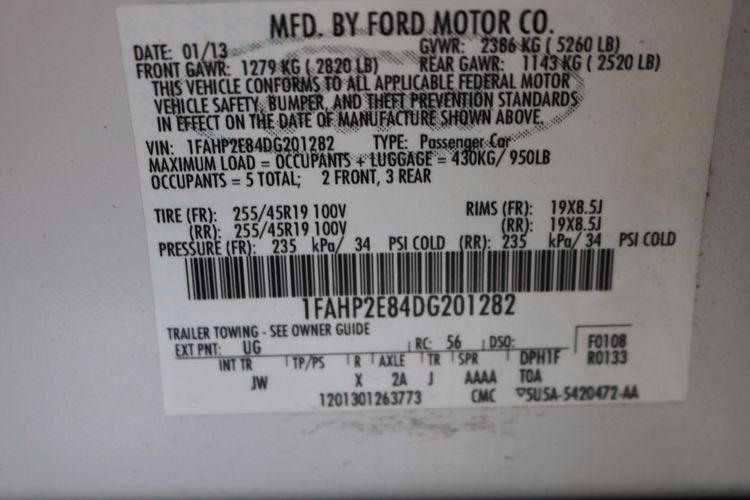 MFD. BY FORD MOTOR CO.
DATE: 01/13 GVWR: 2386 KG ( 5260 LB)
FRONT GAWR: 1279 KG ( 2820 LB) REAR GAWR: 1143 KG ( 2520 LB)
THIS VEHICLE CONFORMS TO ALL APPLICABLE FEDERAL MOTOR
VEHICLE SAFETY, BUMPER, AND THEFT PREVENTION STANDARDS
IN EFFECT ON THE DATE OF MANUFACTURE SHOWN ABOVE.
VIN: 1FAHP2E84DG201282 TYPE: Passenger Car
MAXIMUM LOAD = OCCUPANTS + LUGGAGE = 430KG/ 950LB
OCCUPANTS = 5 TOTAL; 2 FRONT, 3 REAR
TIRE (FR): 255/45R19 100V RIMS (FR): 19X8.5J
(RR): 255/45R19 100V (RR): 19X8.5J
PRESSURE (FR): 235 kPa/ 34 PSI COLD (RR): 235 kPa/ 34 PSI COLD
1FAHP2E84DG201282
TRAILER TOWING - SEE OWNER GUIDE
EXT PNT: UG RC: 56 DSO: F0108
INT TR TP/PS R AXLE TR SPR DPH1F R0133
JW X 2A J AAAA TOA
1201301263773 CMC ▽5U5A-5420472-AA